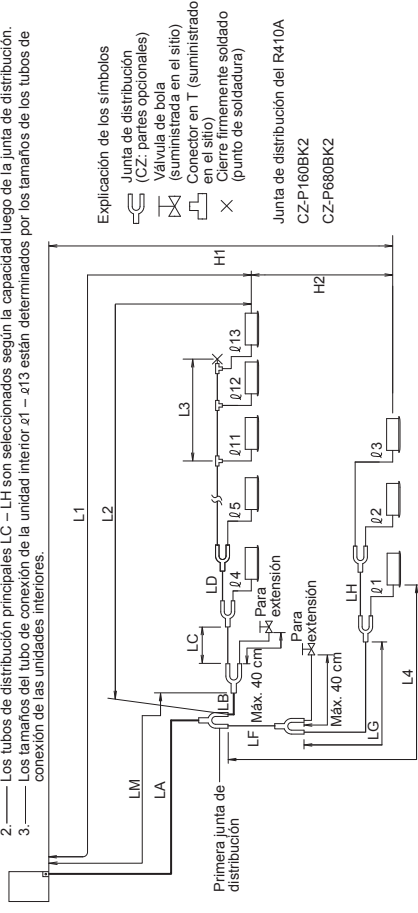 2. Los tubos de distribución principales LC – LH son seleccionados según la capacidad luego de la junta de distribución.
3. Los tamaños del tubo de conexión de la unidad interior ℓ1 – ℓ13 están determinados por los tamaños de los tubos de
conexión de las unidades interiores.
L1
L2
LM
LA
L3
LC
LD
LB
ℓ4
ℓ5
ℓ11
ℓ12
ℓ13
Para
extensión
Máx. 40 cm
H1
H2
Primera junta de
distribución
LF
Para
extensión
Máx. 40 cm
LG
LH
ℓ1
ℓ2
ℓ3
L4
Explicación de los símbolos
Junta de distribución
(CZ: partes opcionales)
Válvula de bola
(suministrada en el sitio)
Conector en T (suministrado
en el sitio)
Cierre firmemente soldado
(punto de soldadura)
Junta de distribución del R410A
CZ-P160BK2
CZ-P680BK2